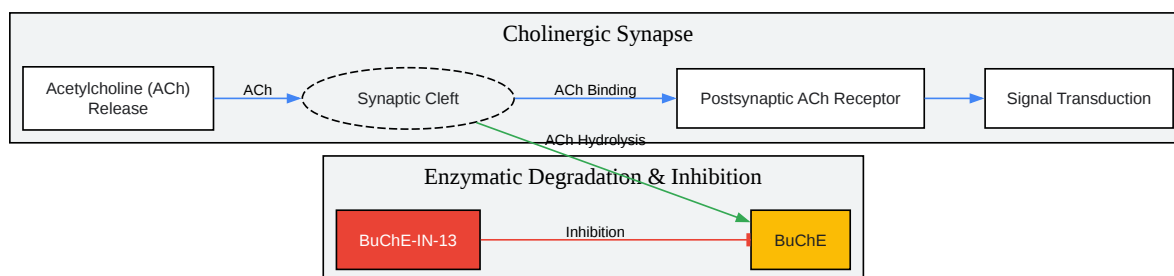 Cholinergic Synapse
Acetylcholine (ACh)
Release
ACh
Synaptic Cleft
ACh Binding
Postsynaptic ACh Receptor
Signal Transduction
ACh Hydrolysis
Enzymatic Degradation & Inhibition
BuChE-IN-13
Inhibition
BuChE